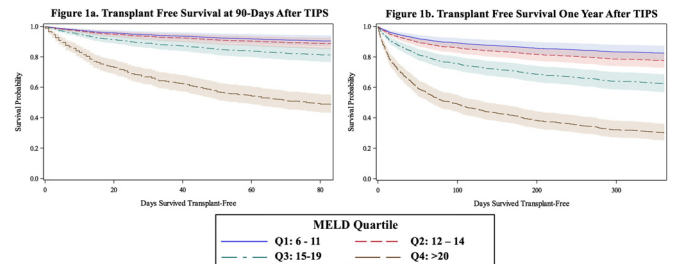 Figure 1a. Transplant Free Survival at 90-Days After TIPS
Figure 1b. Transplant Free Survival One Year After TIPS
1.0
0.8
0.6
0.4
0.2
0.0
Survival Probability
0
20
40
60
80
Days Survived Transplant-Free
1.0
0.8
0.6
0.4
0.2
0.0
Survival Probability
0
100
200
300
Days Survived Transplant-Free
MELD Quartile
Q1: 6 - 11
Q2: 12 – 14
Q3: 15-19
Q4: >20